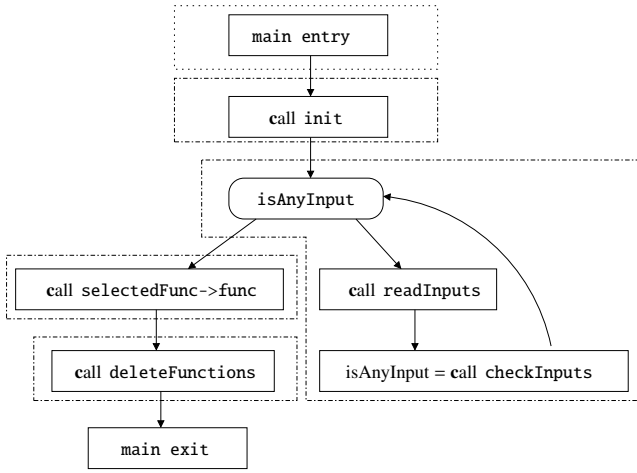 main entry
call init
isAnyInput
call selectedFunc->func
call readInputs
call deleteFunctions
isAnyInput = call checkInputs
main exit